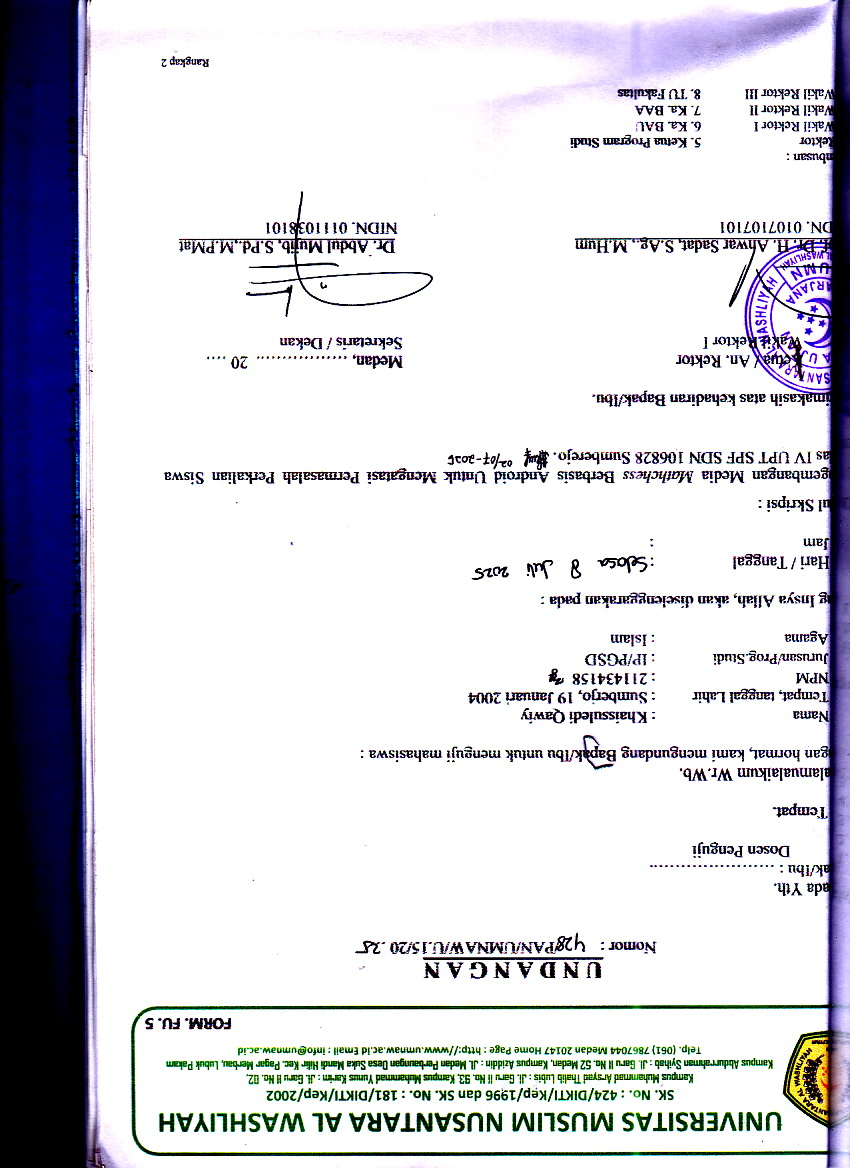 UNIVERSITAS MUSLIM NUSANTARA AL WASHLIYAH
SK. No. : 424/DIKTI/Kep/1996 dan SK. No. : 181/DIKTI/Kep/2002
Kampus Muhammad Arsyad Thalib Lubis : Jl. Garu II No. 93, Kampus Muhammad Yunus Karim : Jl. Garu II No. 02,
Kampus Abdurrahman Syihab : Jl. Garu II No. 52 Medan, Kampus Aziddin : Jl. Medan Perbaungan Desa Suka Mandi Hilir Kec. Pagar Merbau, Lubuk Pakam
Telp. (061) 7867044 Medan 20147 Home Page : http://www.umnaw.ac.id Email : info@umnaw.ac.id
FORM. FU. 5
UNDANGAN
Nomor : 428/PAN/UMNAW/U.15/20.25
ada Yth
ak/Ibu : ......................
Dosen Penguji
Tempat.
alamualaikum Wr.Wb.
gan hormat, kami mengundang Bapak/Ibu untuk menguji mahasiswa :
Nama : Khaissuledi Qawiy
Tempat, tanggal Lahir : Sumberjo, 19 Januari 2004
NPM : 211434158
Jurusan/Prog.Studi : IP/PGSD
Agama : Islam
g Insya Allah, akan diselenggarakan pada :
Hari / Tanggal : Selasa 8 Juli 2025
Jam :
ul Skripsi :
gembangan Media Mathchess Berbasis Android Untuk Mengatasi Permasalah Perkalian Siswa
as IV UPT SPF SDN 106828 Sumberejo. 02/07-2025
imakasih atas kehadiran Bapak/Ibu.
Medan, .................. 20 ....
Ketua / An. Rektor Sekretaris / Dekan
Wakil Rektor I
of. Dr. H. Anwar Sadat, S.Ag., M.Hum Dr. Abdul Mujib, S.Pd.,M.PMat
DN. 0107107101 NIDN. 0111038101
mbusan :
Rektor 5. Ketua Program Studi
Wakil Rektor I 6. Ka. BAU
Wakil Rektor II 7. Ka. BAA
Wakil Rektor III 8. TU Fakultas
Rangkap 2